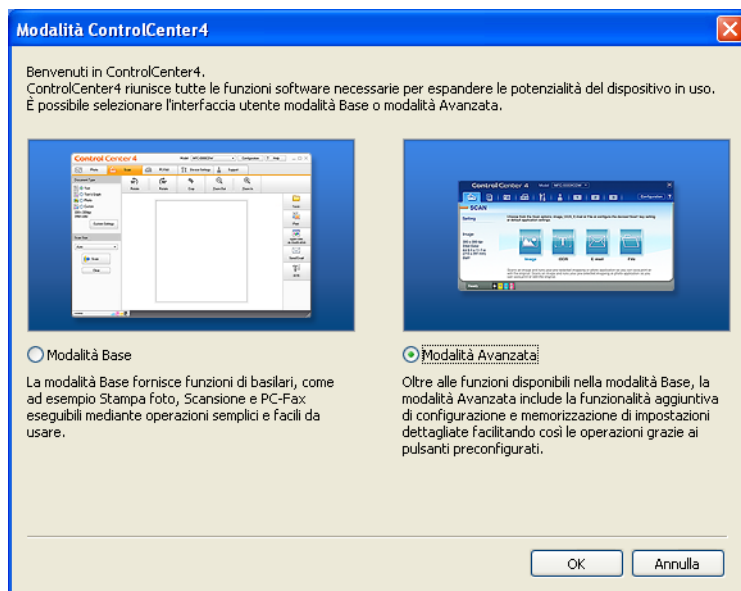 Modalità ControlCenter4
Benvenuti in ControlCenter4.
ControlCenter4 riunisce tutte le funzioni software necessarie per espandere le potenzialità del dispositivo in uso.
È possibile selezionare l'interfaccia utente modalità Base o modalità Avanzata.
Control Center 4
Control Center 4
SCAN
Image
OCR
E-mail
File
Modalità Base
La modalità Base fornisce funzioni di basilari, come
ad esempio Stampa foto, Scansione e PC-Fax
eseguibili mediante operazioni semplici e facili da
usare.
Modalità Avanzata
Oltre alle funzioni disponibili nella modalità Base, la
modalità Avanzata include la funzionalità aggiuntiva
di configurazione e memorizzazione di impostazioni
dettagliate facilitando così le operazioni grazie ai
pulsanti preconfigurati.
OK
Annulla